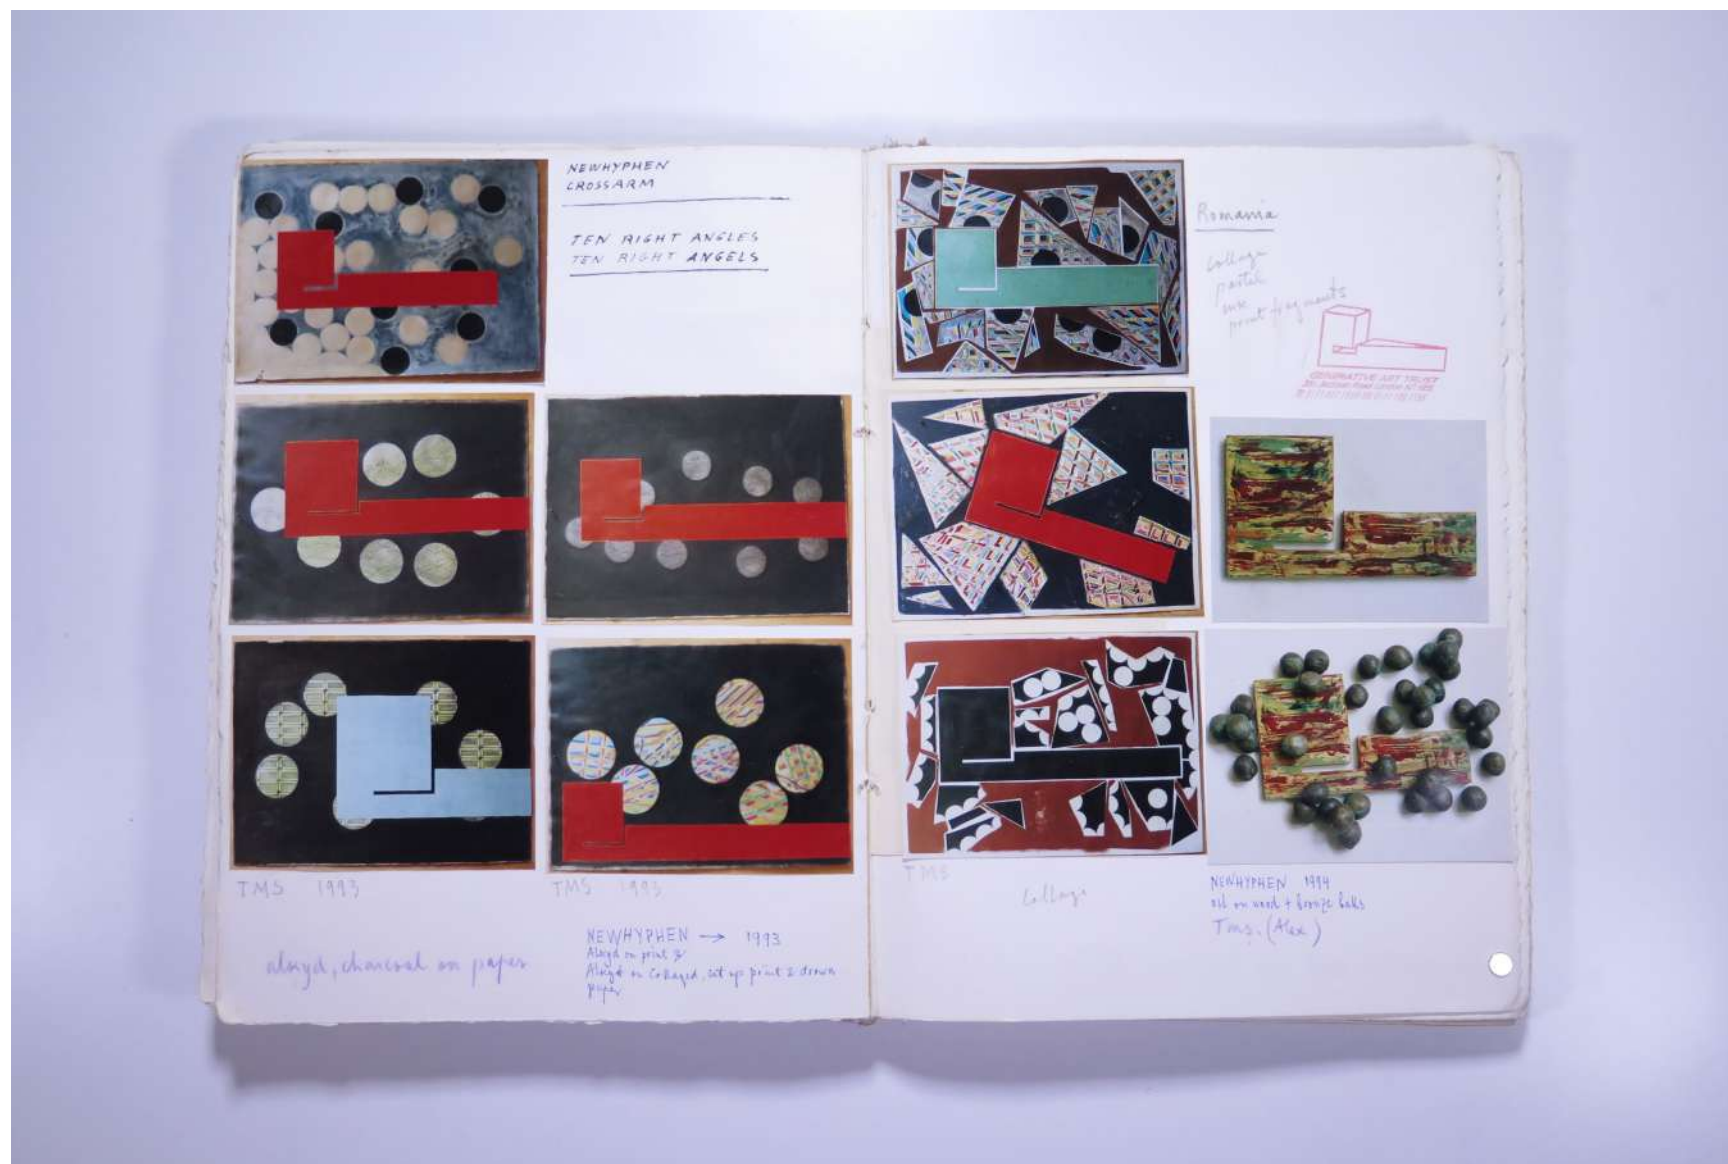 NEWHYPHEN
CROSSARM
TEN RIGHT ANGLES
TEN RIGHT ANGELS
TMS 1993
TMS 1993
alkyd, charcoal on paper
NEWHYPHEN → 1993
Alkyd on print &
Alkyd on Collaged, cut up print & drawn
paper
Romania
Collage
pastel
ink
print fragments
GENERATIVE ART TRUST
TMS
Collage
NEWHYPHEN 1994
oil on wood + bronze balls
TMS. (Alex)